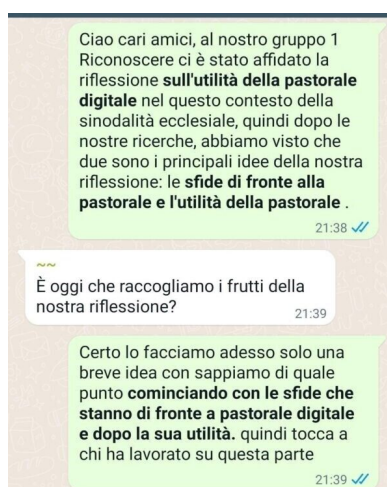 Ciao cari amici, al nostro gruppo 1
Riconoscere ci è stato affidato la
riflessione sull'utilità della pastorale
digitale nel questo contesto della
sinodalità ecclesiale, quindi dopo le
nostre ricerche, abbiamo visto che
due sono i principali idee della nostra
riflessione: le sfide di fronte alla
pastorale e l'utilità della pastorale .
21:38
~~
È oggi che raccogliamo i frutti della
nostra riflessione?
21:39
Certo lo facciamo adesso solo una
breve idea con sappiamo di quale
punto cominciando con le sfide che
stanno di fronte a pastorale digitale
e dopo la sua utilità. quindi tocca a
chi ha lavorato su questa parte
21:39